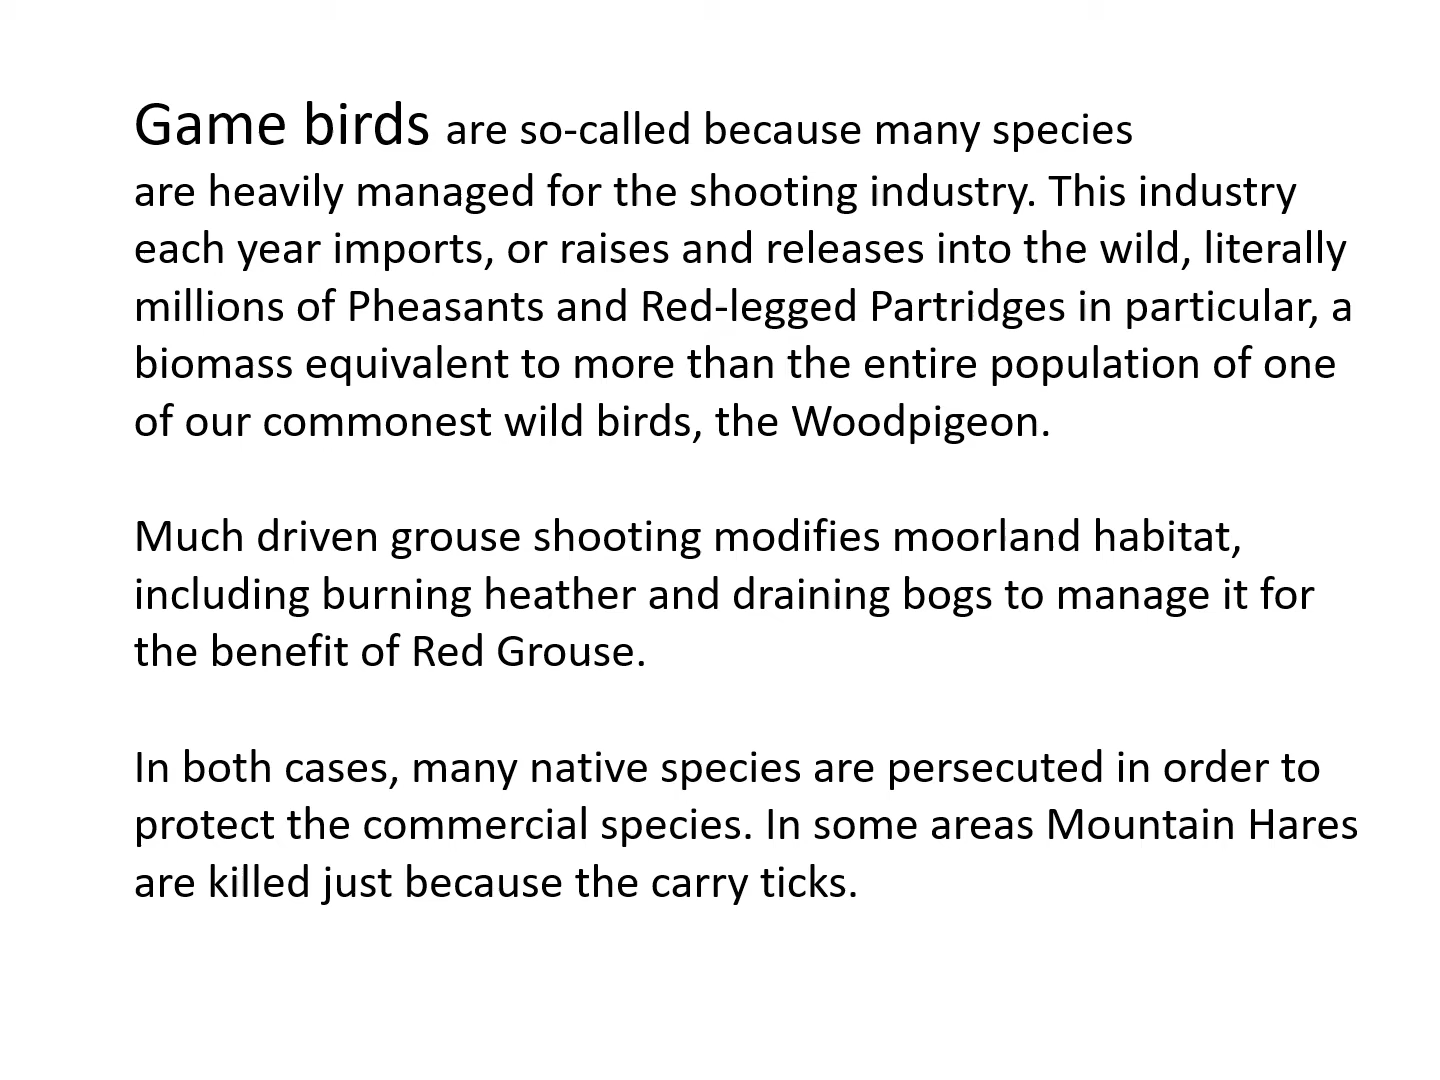 Game birds are so-called because many species
are heavily managed for the shooting industry. This industry
each year imports, or raises and releases into the wild, literally
millions of Pheasants and Red-legged Partridges in particular, a
biomass equivalent to more than the entire population of one
of our commonest wild birds, the Woodpigeon.
Much driven grouse shooting modifies moorland habitat,
including burning heather and draining bogs to manage it for
the benefit of Red Grouse.
In both cases, many native species are persecuted in order to
protect the commercial species. In some areas Mountain Hares
are killed just because the carry ticks.